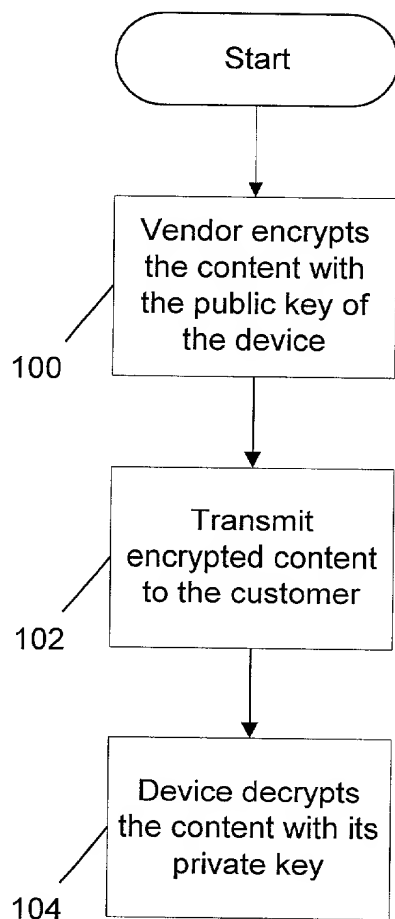 Start
Vendor encrypts
the content with
the public key of
the device
100
Transmit
encrypted content
to the customer
102
Device decrypts
the content with its
private key
104